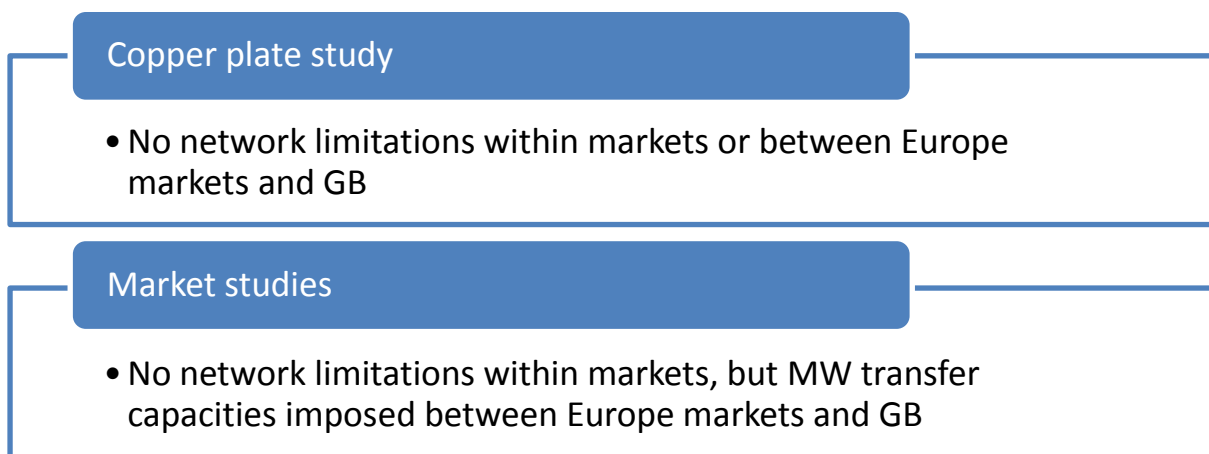 Copper plate study
• No network limitations within markets or between Europe
markets and GB
Market studies
• No network limitations within markets, but MW transfer
capacities imposed between Europe markets and GB